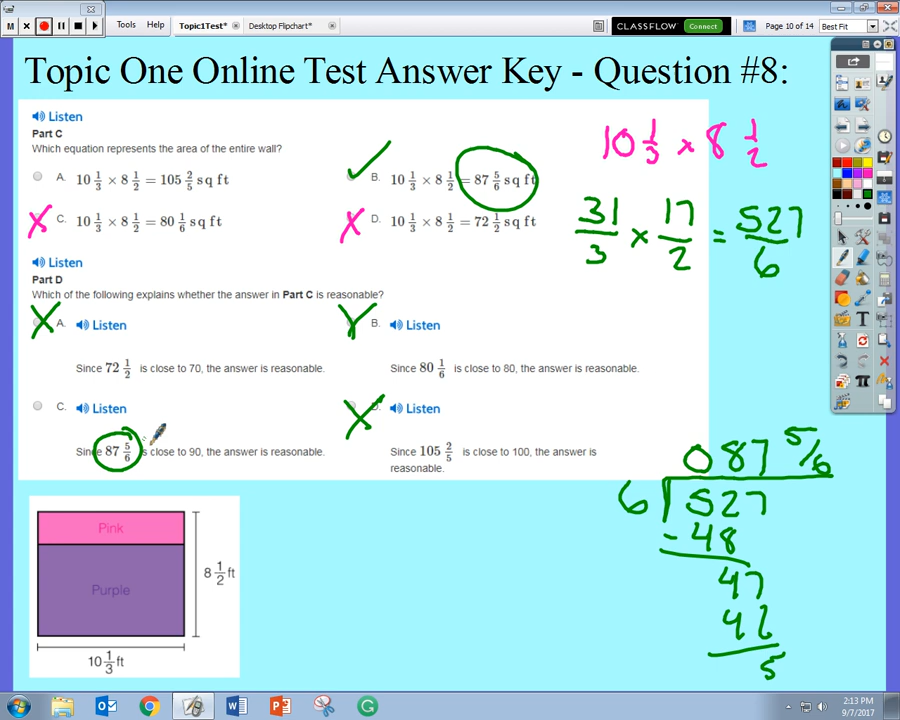 Tools Help Topic1Test* Desktop Flipchart* CLASSFLOW Connect Page 10 of 14 Best Fit
Topic One Online Test Answer Key - Question #8:
Listen
Part C
Which equation represents the area of the entire wall?
A. 10 1/3 × 8 1/2 = 105 2/5 sq ft
B. 10 1/3 × 8 1/2 = 87 5/6 sq ft
C. 10 1/3 × 8 1/2 = 80 1/6 sq ft
D. 10 1/3 × 8 1/2 = 72 1/2 sq ft
10 1/3 × 8 1/2
31/3 × 17/2 = 527/6
Listen
Part D
Which of the following explains whether the answer in Part C is reasonable?
A. Listen
Since 72 1/2 is close to 70, the answer is reasonable.
B. Listen
Since 80 1/6 is close to 80, the answer is reasonable.
C. Listen
Since 87 5/6 is close to 90, the answer is reasonable.
D. Listen
Since 105 2/5 is close to 100, the answer is
reasonable.
087 5/6
6 527
- 48
47
42
5
Pink
Purple
8 1/2 ft
10 1/3 ft
2:13 PM
9/7/2017